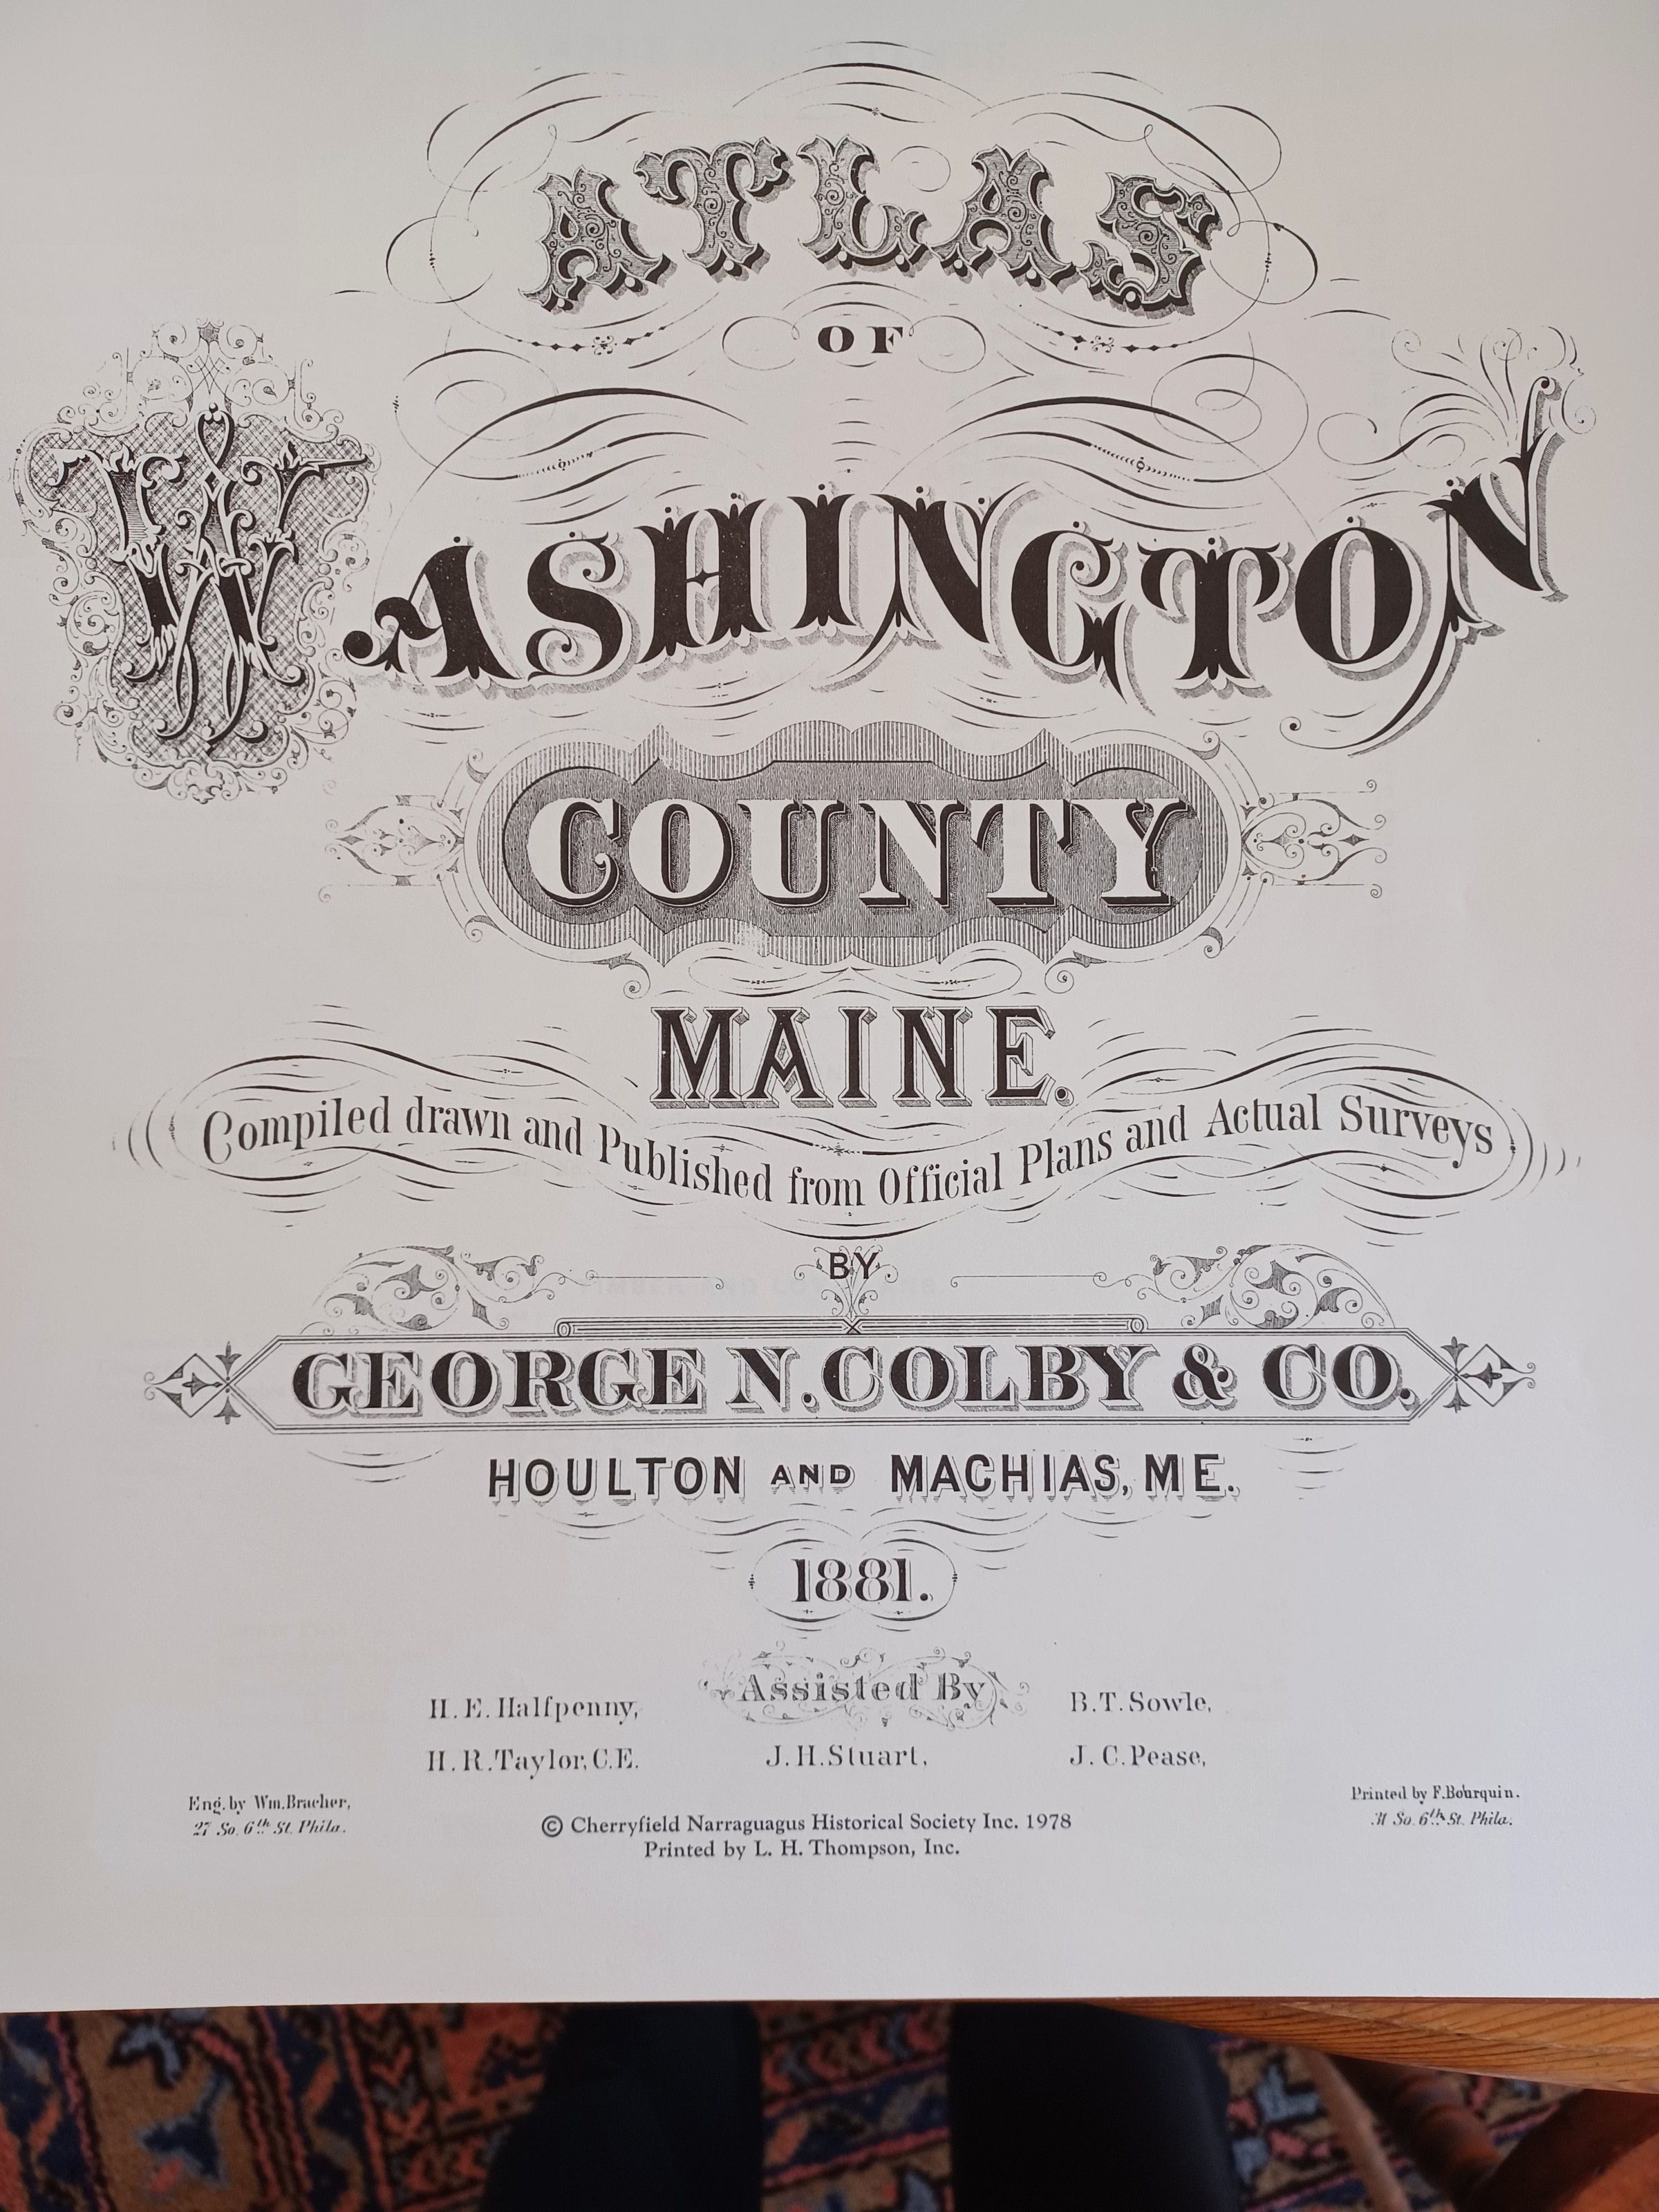 ATLAS
OF
WASHINGTON
COUNTY
MAINE.
Compiled drawn and Published from Official Plans and Actual Surveys
BY
GEORGE N. COLBY & CO.
HOULTON AND MACHIAS, ME.
1881.
Assisted By
H. E. Halfpenny, B. T. Sowle,
H. R. Taylor, C.E. J. H. Stuart, J. C. Pease,
Eng. by Wm. Bracher, Printed by F. Bourquin.
27 So. 6th St. Phila. 31 So. 6th St. Phila.
© Cherryfield Narraguagus Historical Society Inc. 1978
Printed by L. H. Thompson, Inc.